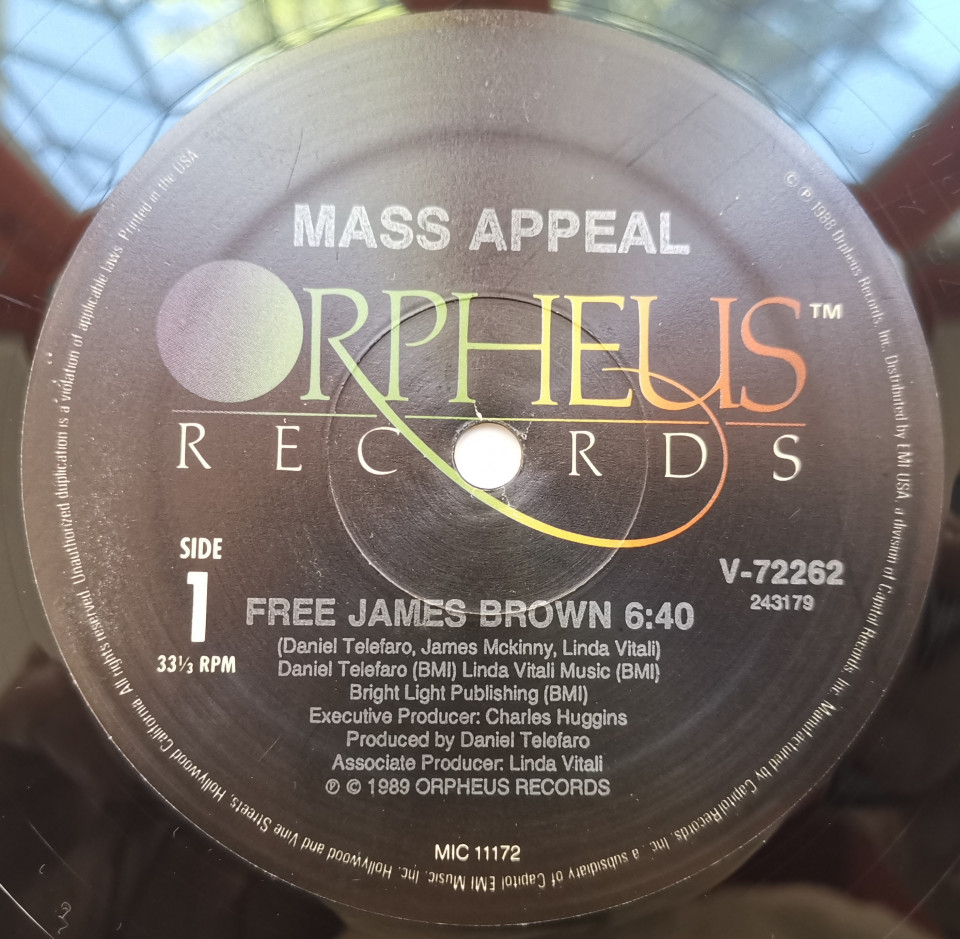 MASS APPEAL
ORPHEUS™
RECORDS
SIDE
1
33⅓ RPM
V-72262
243179
FREE JAMES BROWN 6:40
(Daniel Telefaro, James Mckinny, Linda Vitali)
Daniel Telefaro (BMI) Linda Vitali Music (BMI)
Bright Light Publishing (BMI)
Executive Producer: Charles Huggins
Produced by Daniel Telefaro
Associate Producer: Linda Vitali
℗ © 1989 ORPHEUS RECORDS
MIC 11172
© ℗ 1988 Orpheus Records, Inc. Distributed by EMI USA, a division of Capitol Records, Inc. Manufactured by Capitol Records, Inc., a subsidiary of Capitol EMI Music, Inc. Hollywood and Vine Streets, Hollywood California. All rights reserved. Unauthorized duplication is a violation of applicable laws. Printed in the USA